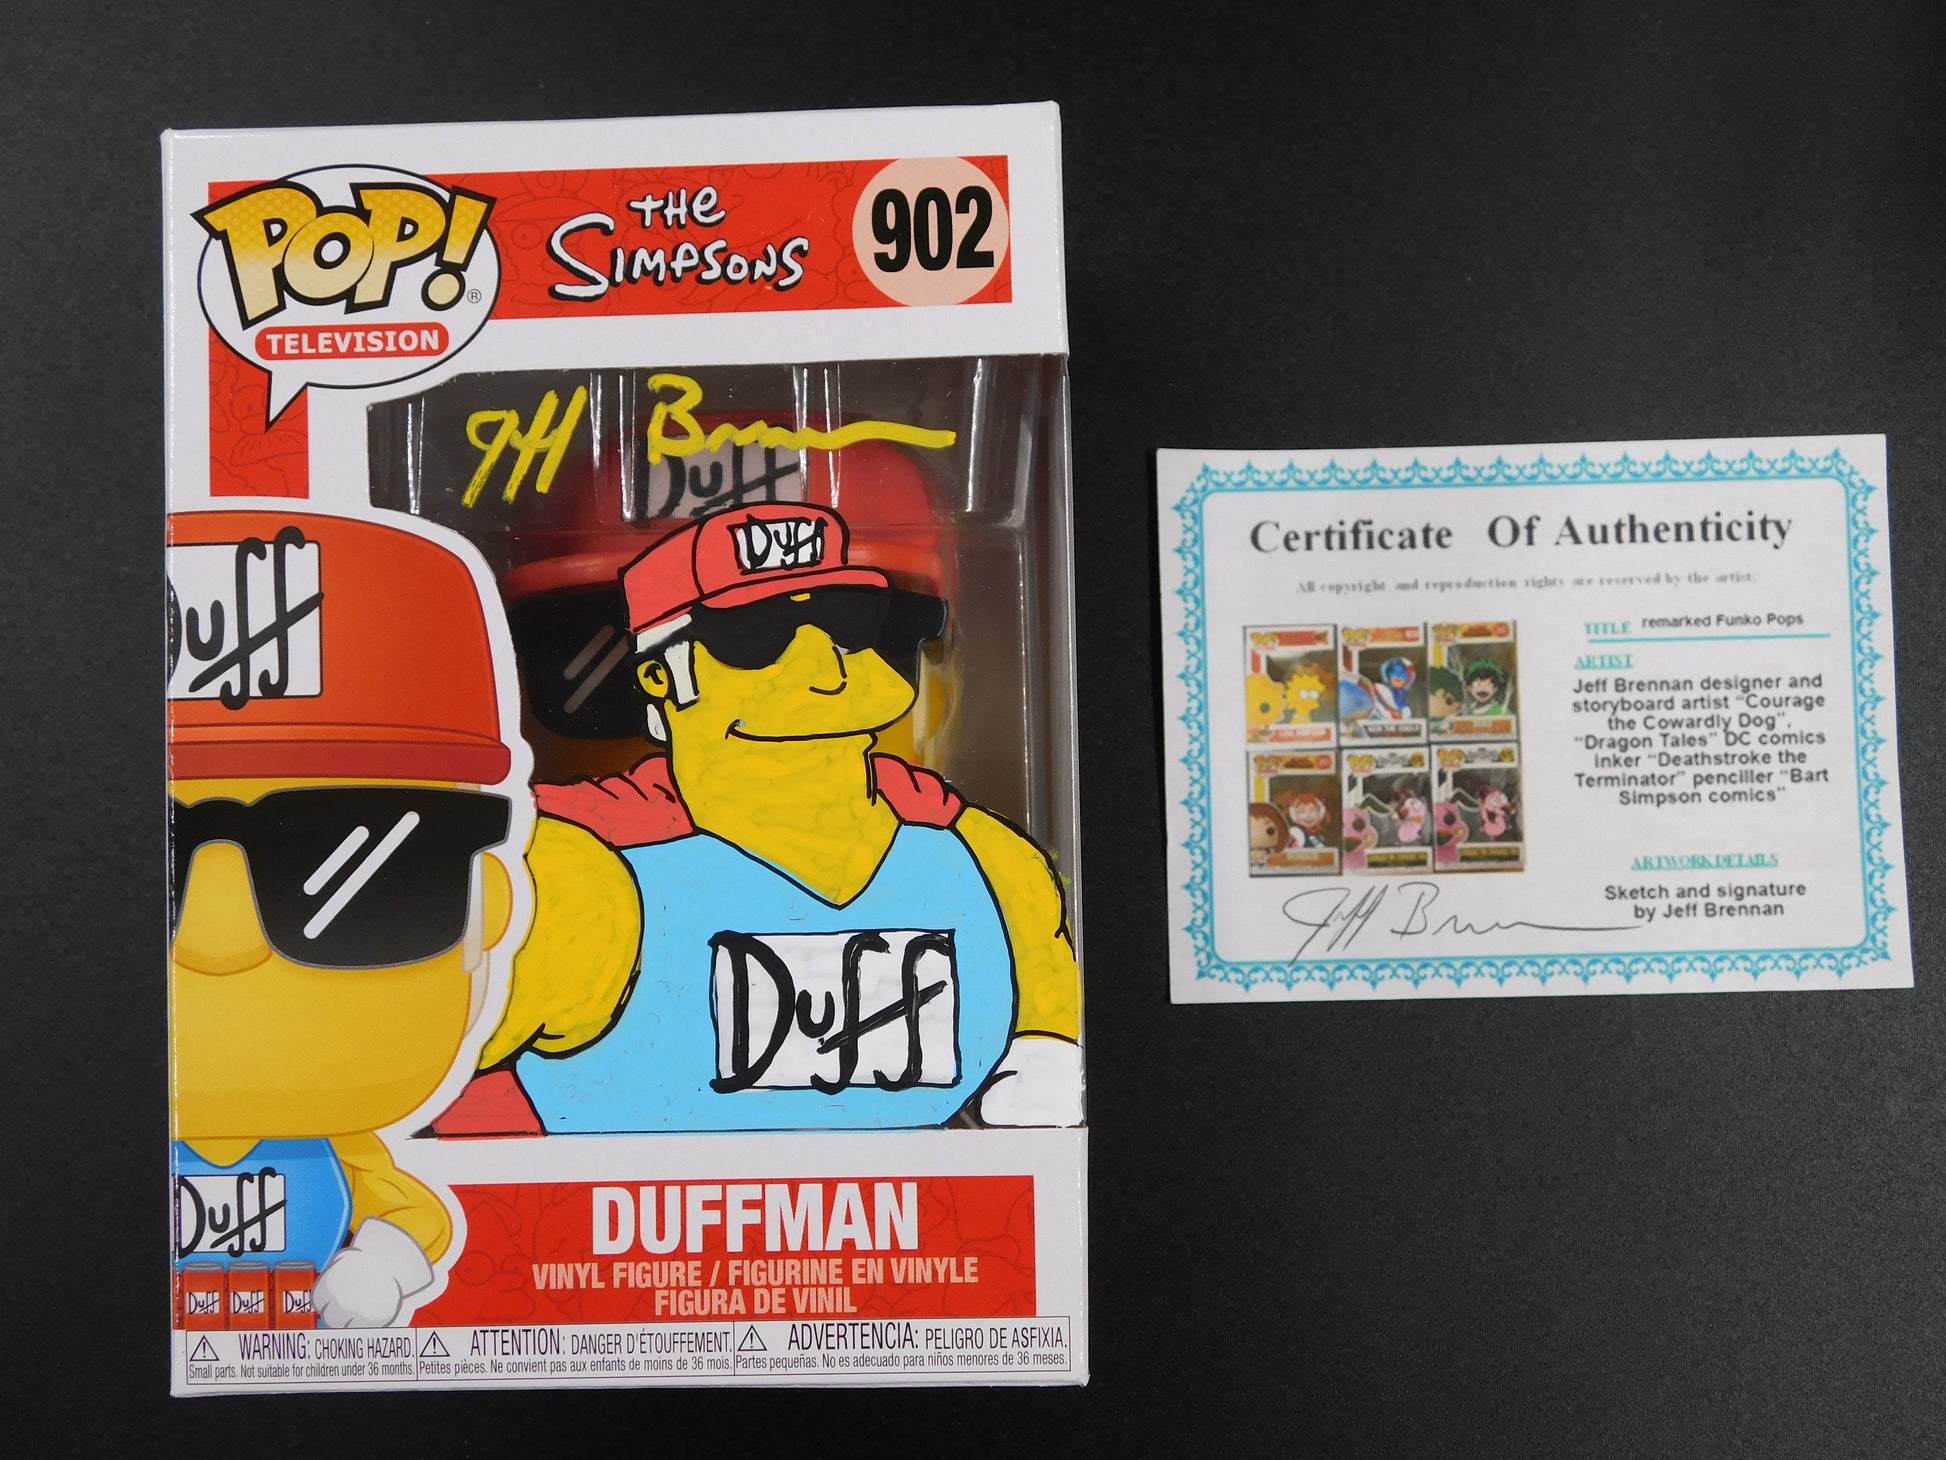 POP!®
TELEVISION
THE
SIMPSONS™
902
Jeff Brennan
Duff
Duff
Duff
Duff
Duff
Duff Duff Duff
DUFFMAN
VINYL FIGURE / FIGURINE EN VINYLE
FIGURA DE VINIL
WARNING: CHOKING HAZARD.
Small parts. Not suitable for children under 36 months.
ATTENTION: DANGER D'ÉTOUFFEMENT.
Petites pièces. Ne convient pas aux enfants de moins de 36 mois.
ADVERTENCIA: PELIGRO DE ASFIXIA.
Partes pequeñas. No es adecuado para niños menores de 36 meses.
Certificate Of Authenticity
All copyright and reproduction rights are reserved by the artist.
TITLE remarked Funko Pops
ARTIST
Jeff Brennan designer and
storyboard artist "Courage
the Cowardly Dog",
"Dragon Tales" DC comics
inker "Deathstroke the
Terminator" penciller "Bart
Simpson comics"
ARTWORK DETAILS
Sketch and signature
by Jeff Brennan
Jeff Brennan